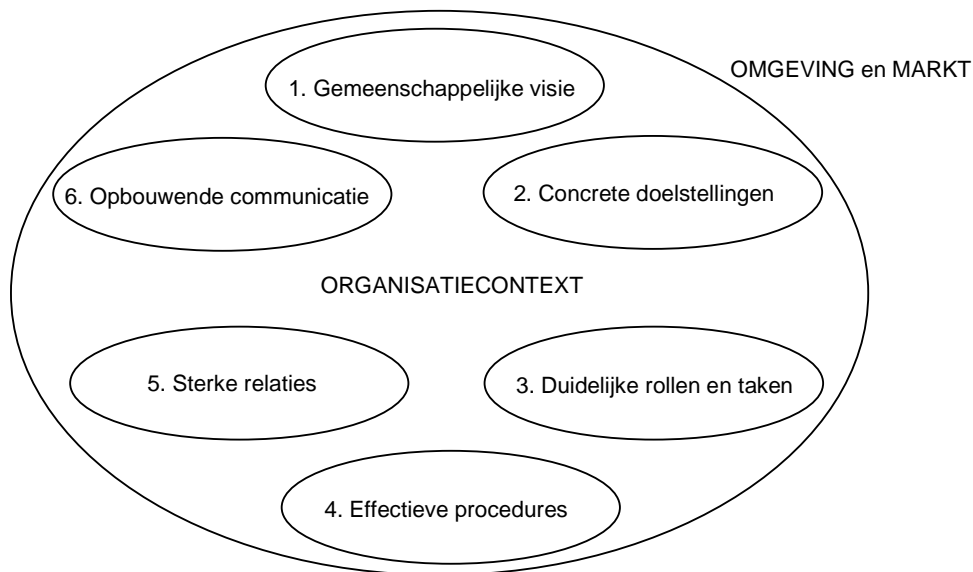 OMGEVING en MARKT
1. Gemeenschappelijke visie
6. Opbouwende communicatie
2. Concrete doelstellingen
ORGANISATIECONTEXT
5. Sterke relaties
3. Duidelijke rollen en taken
4. Effectieve procedures